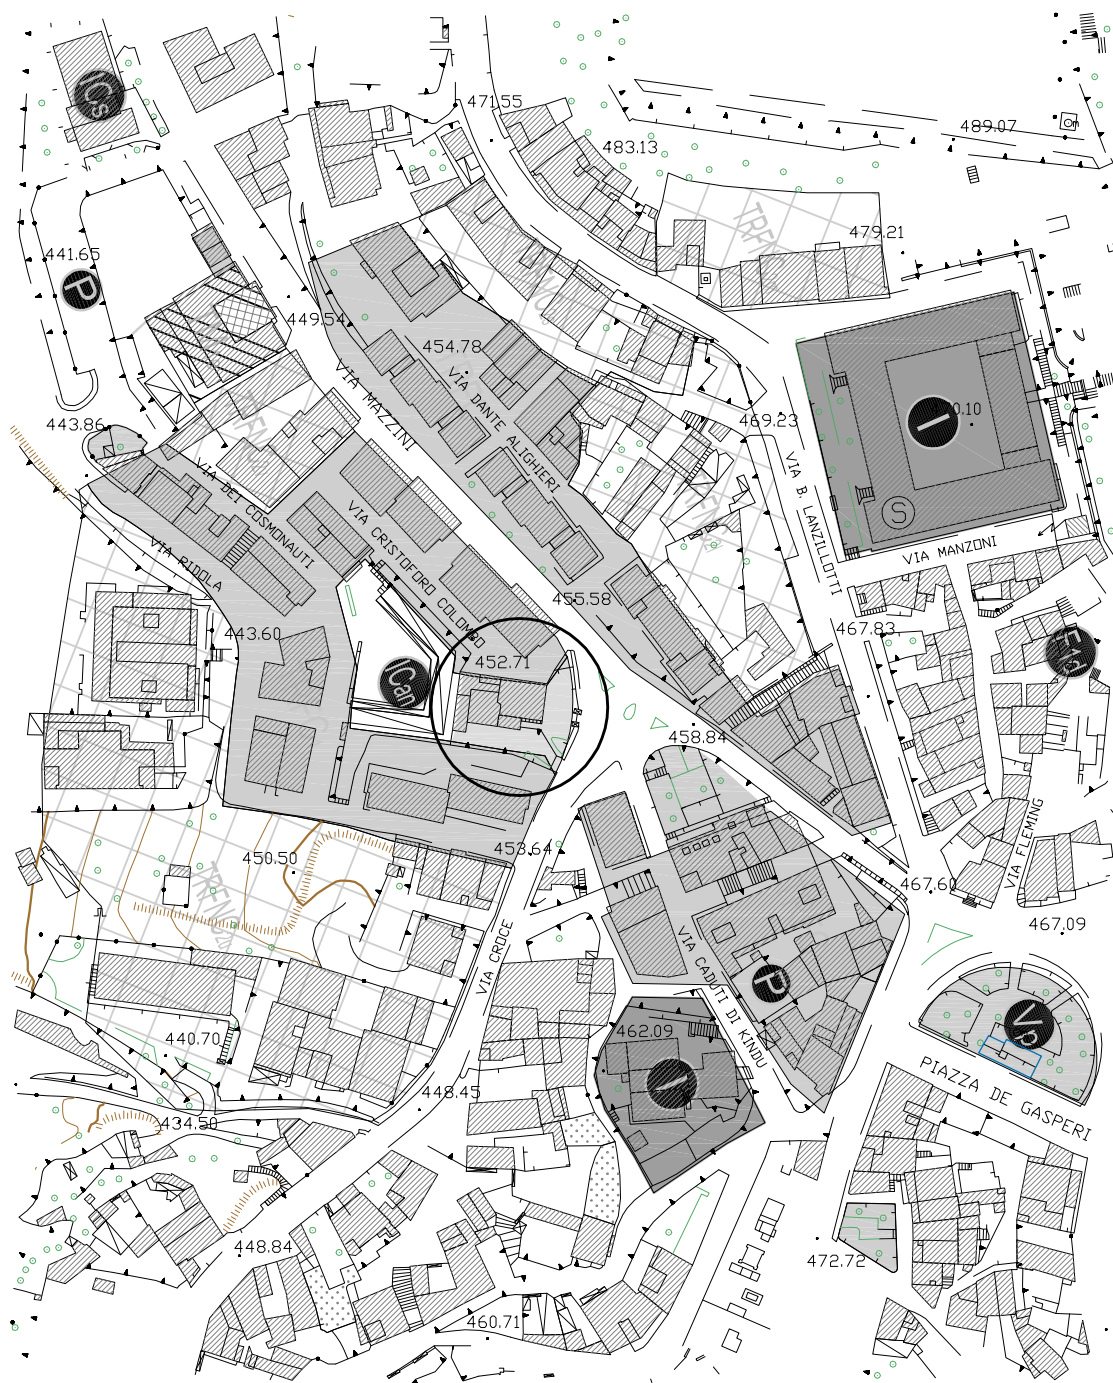 ICs
471.55
489.07
483.13
479.21
441.65
P
449.54
454.78
VIA MAZZINI
VIA DANTE ALIGHIERI
469.23
I
443.86
VIA DEI COSMONAUTI
VIA CRISTOFORO COLOMBO
VIA B. LANZILLOTTI
S
VIA MANZONI
VIA RIDOLA
455.58
443.60
467.83
452.71
ICan
458.84
VIA FLEMING
453.64
450.50
467.60
467.09
VIA CROCE
VIA CADUTI DI KINDU
P
462.09
Vp
440.70
I
448.45
PIAZZA DE GASPERI
434.50
448.84
472.72
460.71